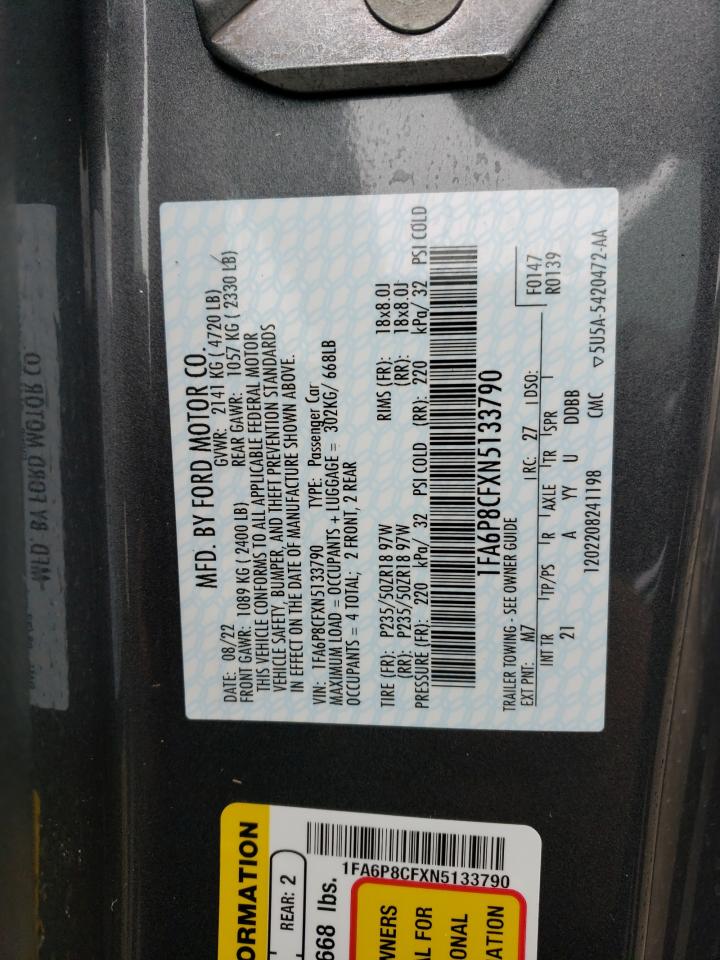 MFD. BY FORD MOTOR CO.
DATE: 08/22 GVWR: 2141 KG ( 4720 LB)
FRONT GAWR: 1089 KG ( 2400 LB) REAR GAWR: 1057 KG ( 2330 LB)
THIS VEHICLE CONFORMS TO ALL APPLICABLE FEDERAL MOTOR
VEHICLE SAFETY, BUMPER, AND THEFT PREVENTION STANDARDS
IN EFFECT ON THE DATE OF MANUFACTURE SHOWN ABOVE.
VIN: 1FA6P8CFXN5133790 TYPE: Passenger Car
MAXIMUM LOAD = OCCUPANTS + LUGGAGE = 302KG/ 668LB
OCCUPANTS = 4 TOTAL; 2 FRONT, 2 REAR
TIRE (FR): P235/50ZR18 97W RIMS (FR): 18x8.0J
(RR): P235/50ZR18 97W (RR): 18x8.0J
PRESSURE (FR): 220 kPa/ 32 PSI COLD (RR): 220 kPa/ 32 PSI COLD
1FA6P8CFXN5133790
TRAILER TOWING - SEE OWNER GUIDE
F0147
EXT PNT: M7 RC: 27 DSO: R0139
INT TR TP/PS R AXLE TR SPR
21 A YY U DDBB
1202208241198 CMC ▽5U5A-5420472-AA
ORMATION
REAR: 2
668 lbs.
1FA6P8CFXN5133790
WNERS
AL FOR
ONAL
ATION